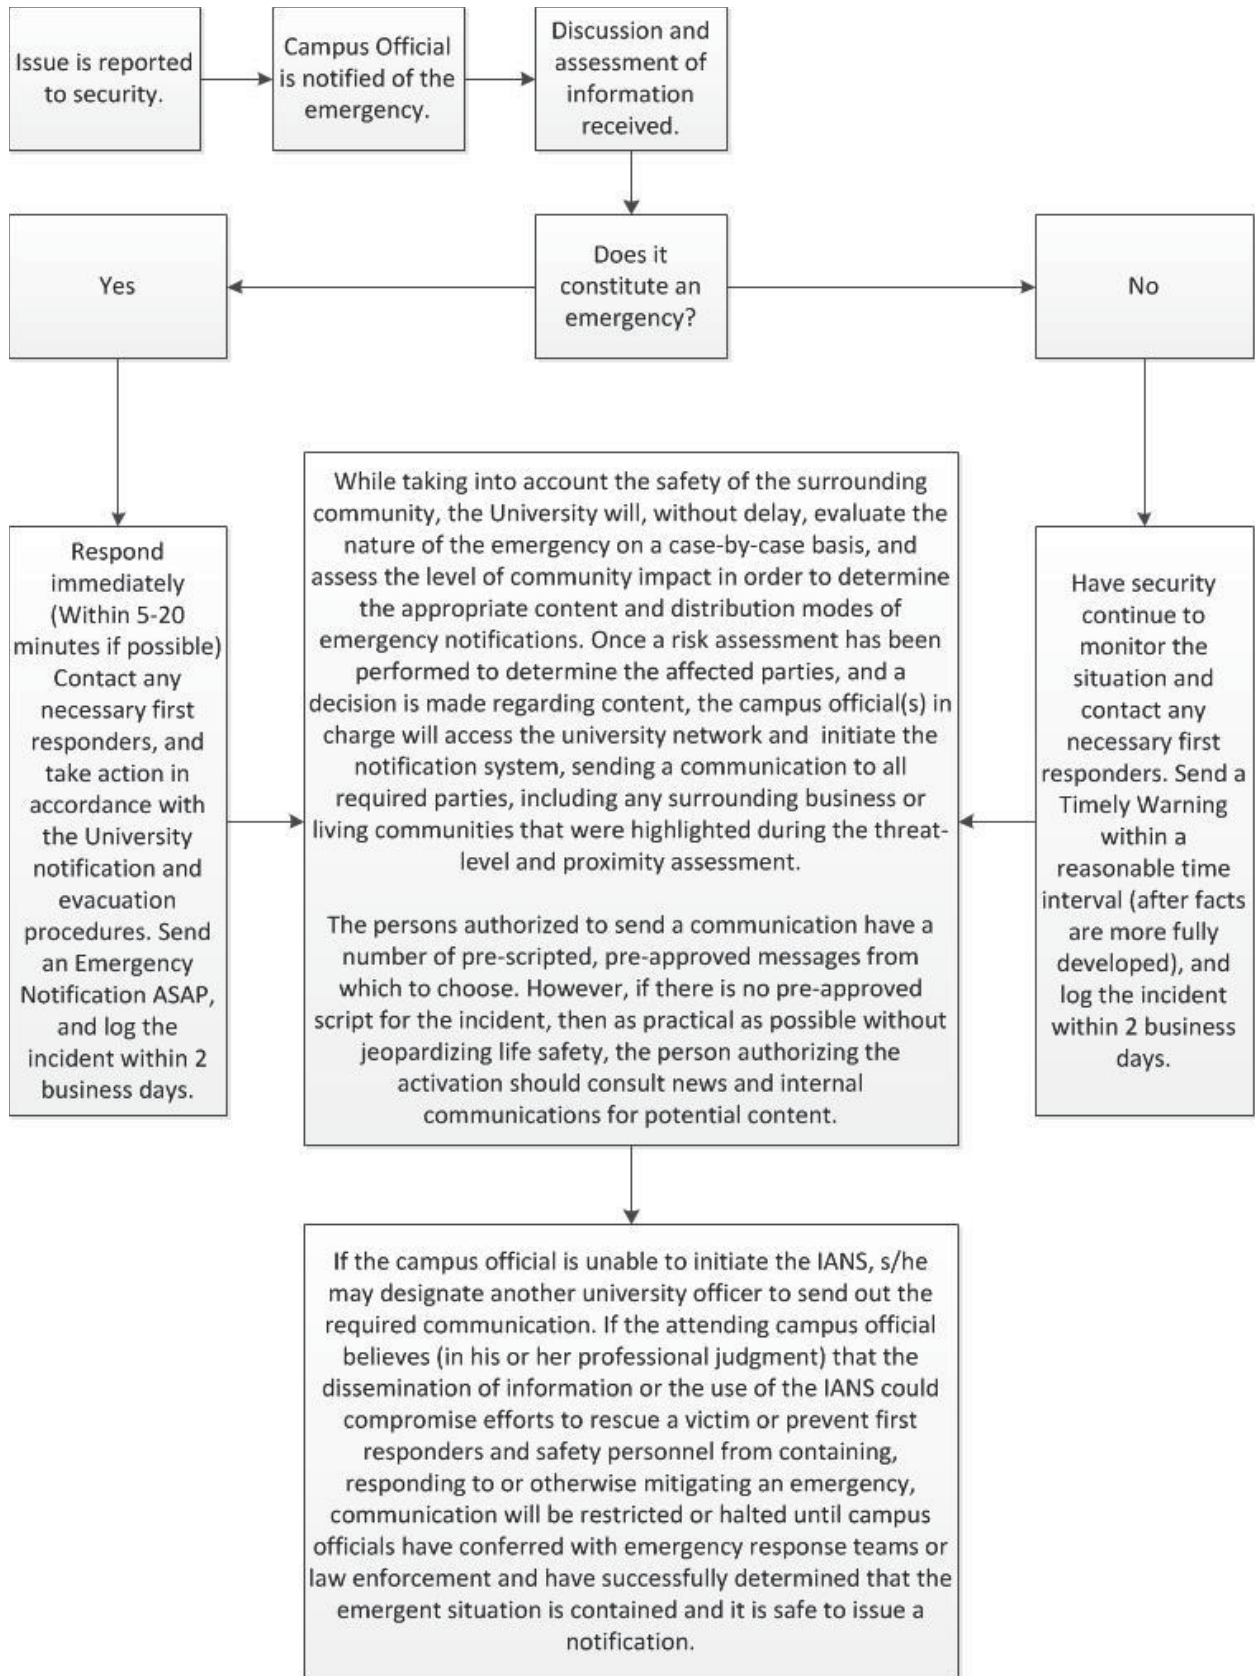 Issue is reported
to security.
Campus Official
is notified of the
emergency.
Discussion and
assessment of
information
received.
Yes
Does it
constitute an
emergency?
No
Respond
immediately
(Within 5-20
minutes if possible)
Contact any
necessary first
responders, and
take action in
accordance with
the University
notification and
evacuation
procedures. Send
an Emergency
Notification ASAP,
and log the
incident within 2
business days.
While taking into account the safety of the surrounding
community, the University will, without delay, evaluate the
nature of the emergency on a case-by-case basis, and
assess the level of community impact in order to determine
the appropriate content and distribution modes of
emergency notifications. Once a risk assessment has been
performed to determine the affected parties, and a
decision is made regarding content, the campus official(s) in
charge will access the university network and initiate the
notification system, sending a communication to all
required parties, including any surrounding business or
living communities that were highlighted during the threat-
level and proximity assessment.
The persons authorized to send a communication have a
number of pre-scripted, pre-approved messages from
which to choose. However, if there is no pre-approved
script for the incident, then as practical as possible without
jeopardizing life safety, the person authorizing the
activation should consult news and internal
communications for potential content.
Have security
continue to
monitor the
situation and
contact any
necessary first
responders. Send a
Timely Warning
within a
reasonable time
interval (after facts
are more fully
developed), and
log the incident
within 2 business
days.
If the campus official is unable to initiate the IANS, s/he
may designate another university officer to send out the
required communication. If the attending campus official
believes (in his or her professional judgment) that the
dissemination of information or the use of the IANS could
compromise efforts to rescue a victim or prevent first
responders and safety personnel from containing,
responding to or otherwise mitigating an emergency,
communication will be restricted or halted until campus
officials have conferred with emergency response teams or
law enforcement and have successfully determined that the
emergent situation is contained and it is safe to issue a
notification.